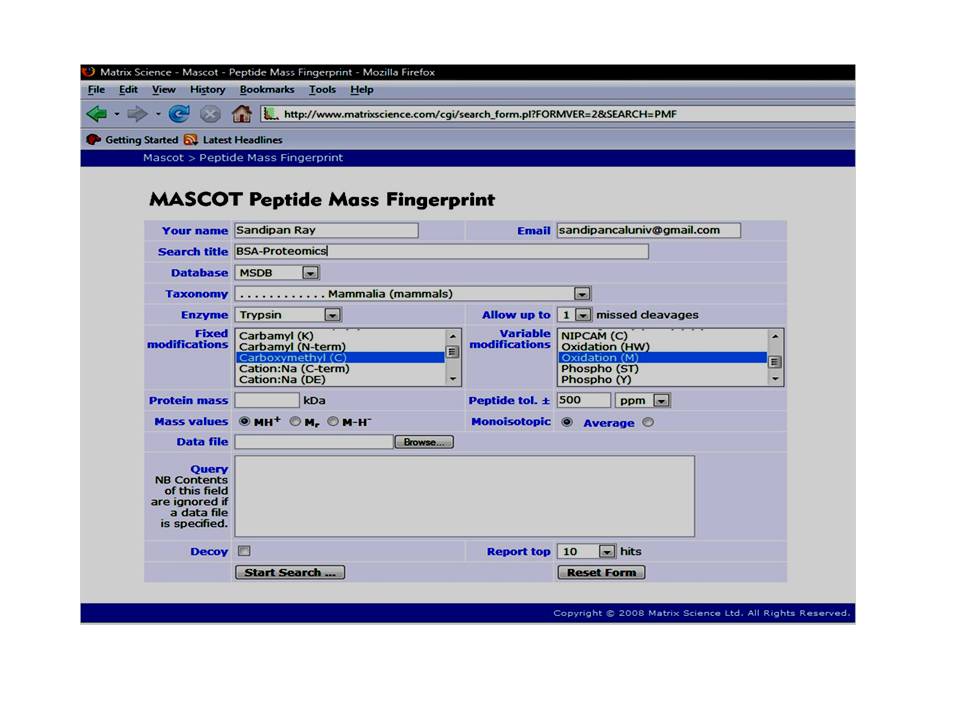 Matrix Science - Mascot - Peptide Mass Fingerprint - Mozilla Firefox
File Edit View History Bookmarks Tools Help
http://www.matrixscience.com/cgi/search_form.pl?FORMVER=2&SEARCH=PMF
Getting Started Latest Headlines
Mascot > Peptide Mass Fingerprint
MASCOT Peptide Mass Fingerprint
Your name Sandipan Ray Email sandipancaluniv@gmail.com
Search title BSA-Proteomics
Database MSDB
Taxonomy . . . . . . . . . . . . Mammalia (mammals)
Enzyme Trypsin Allow up to 1 missed cleavages
Fixed modifications
Carbamyl (K)
Carbamyl (N-term)
Carboxymethyl (C)
Cation:Na (C-term)
Cation:Na (DE)
Variable modifications
NIPCAM (C)
Oxidation (HW)
Oxidation (M)
Phospho (ST)
Phospho (Y)
Protein mass kDa Peptide tol. ± 500 ppm
Mass values MH+ Mr M-H- Monoisotopic Average
Data file Browse...
Query
NB Contents
of this field
are ignored if
a data file
is specified.
Decoy Report top 10 hits
Start Search ... Reset Form
Copyright © 2008 Matrix Science Ltd. All Rights Reserved.